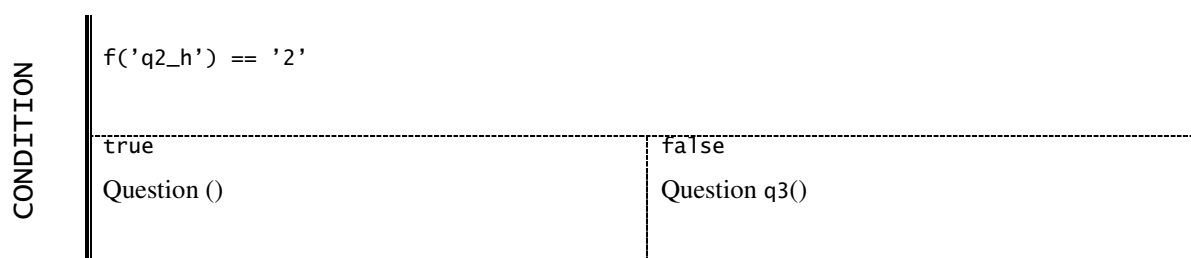 CONDITION
f('q2_h') == '2'
true
Question ()
false
Question q3()